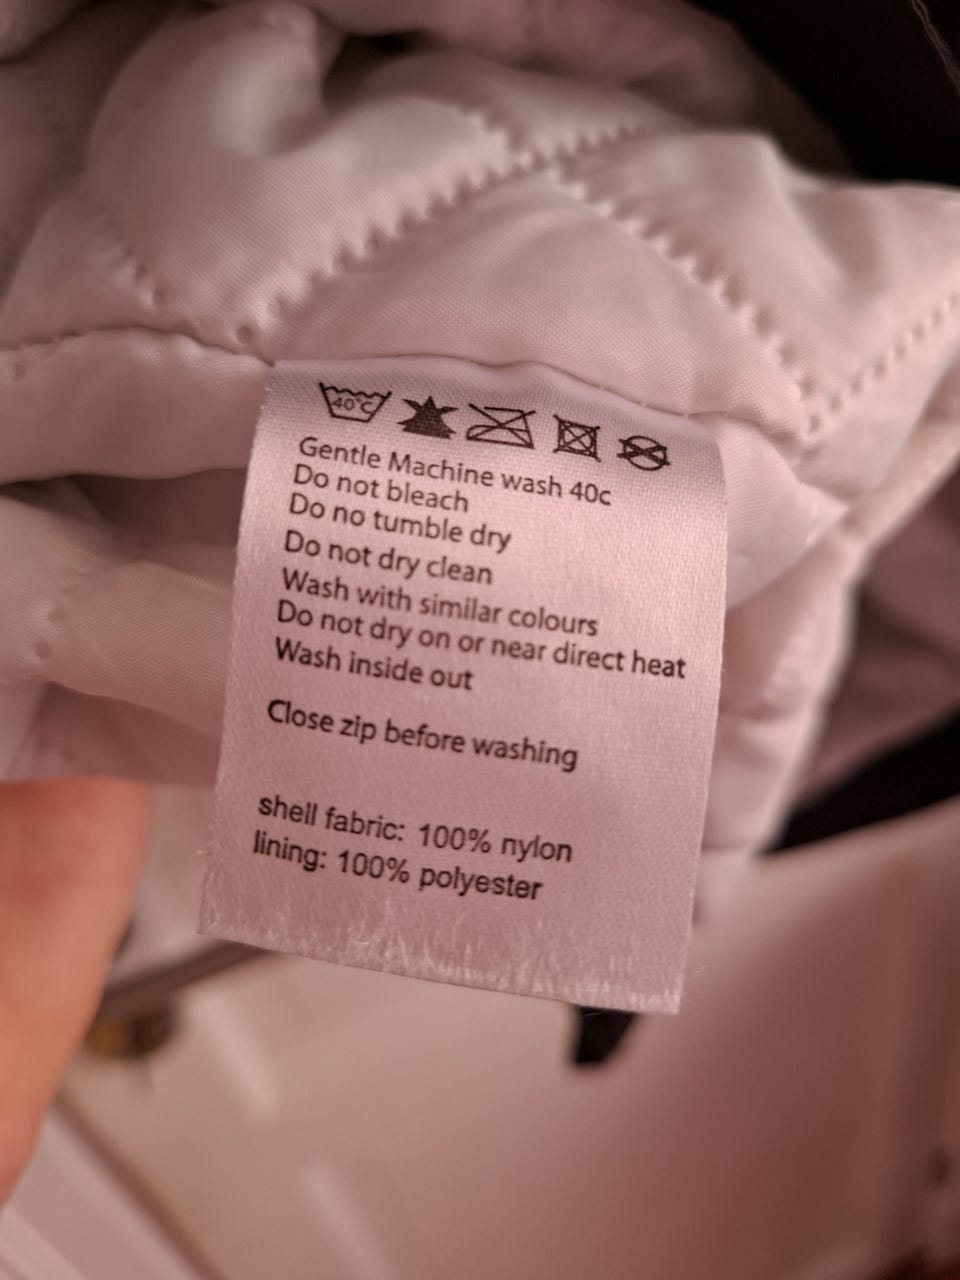 40°C
Gentle Machine wash 40c
Do not bleach
Do no tumble dry
Do not dry clean
Wash with similar colours
Do not dry on or near direct heat
Wash inside out
Close zip before washing
shell fabric: 100% nylon
lining: 100% polyester